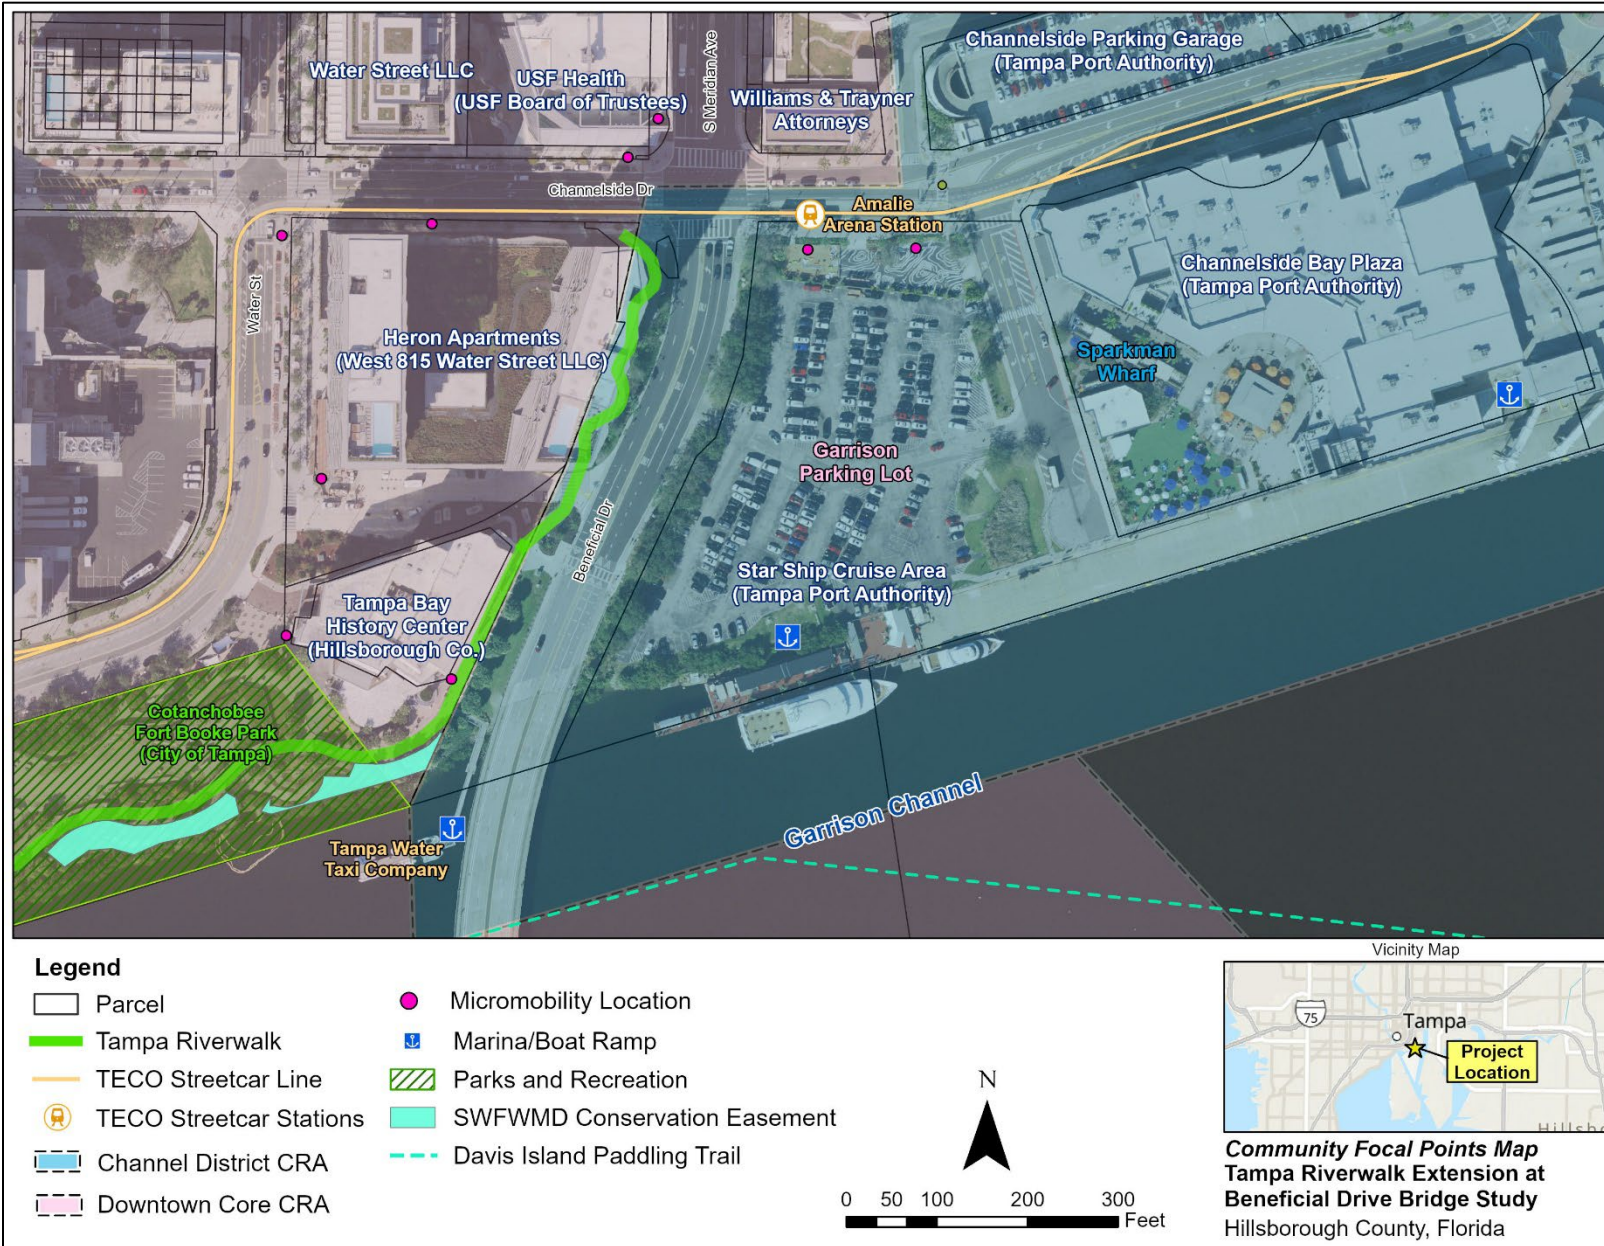 Water Street LLC
USF Health
(USF Board of Trustees)
S Meridian Ave
Williams & Trayner
Attorneys
Channelside Parking Garage
(Tampa Port Authority)
Channelside Dr
Amalie
Arena Station
Channelside Bay Plaza
(Tampa Port Authority)
Water St
Heron Apartments
(West 815 Water Street LLC)
Sparkman
Wharf
Garrison
Parking Lot
Beneficial Dr
Star Ship Cruise Area
(Tampa Port Authority)
Tampa Bay
History Center
(Hillsborough Co.)
Cotanchobee
Fort Booke Park
(City of Tampa)
Garrison Channel
Tampa Water
Taxi Company
Legend
Parcel
Tampa Riverwalk
TECO Streetcar Line
TECO Streetcar Stations
Channel District CRA
Downtown Core CRA
Micromobility Location
Marina/Boat Ramp
Parks and Recreation
SWFWMD Conservation Easement
Davis Island Paddling Trail
N
0 50 100 200 300
Feet
Vicinity Map
75
Tampa
Project
Location
Hillsb
Community Focal Points Map
Tampa Riverwalk Extension at
Beneficial Drive Bridge Study
Hillsborough County, Florida